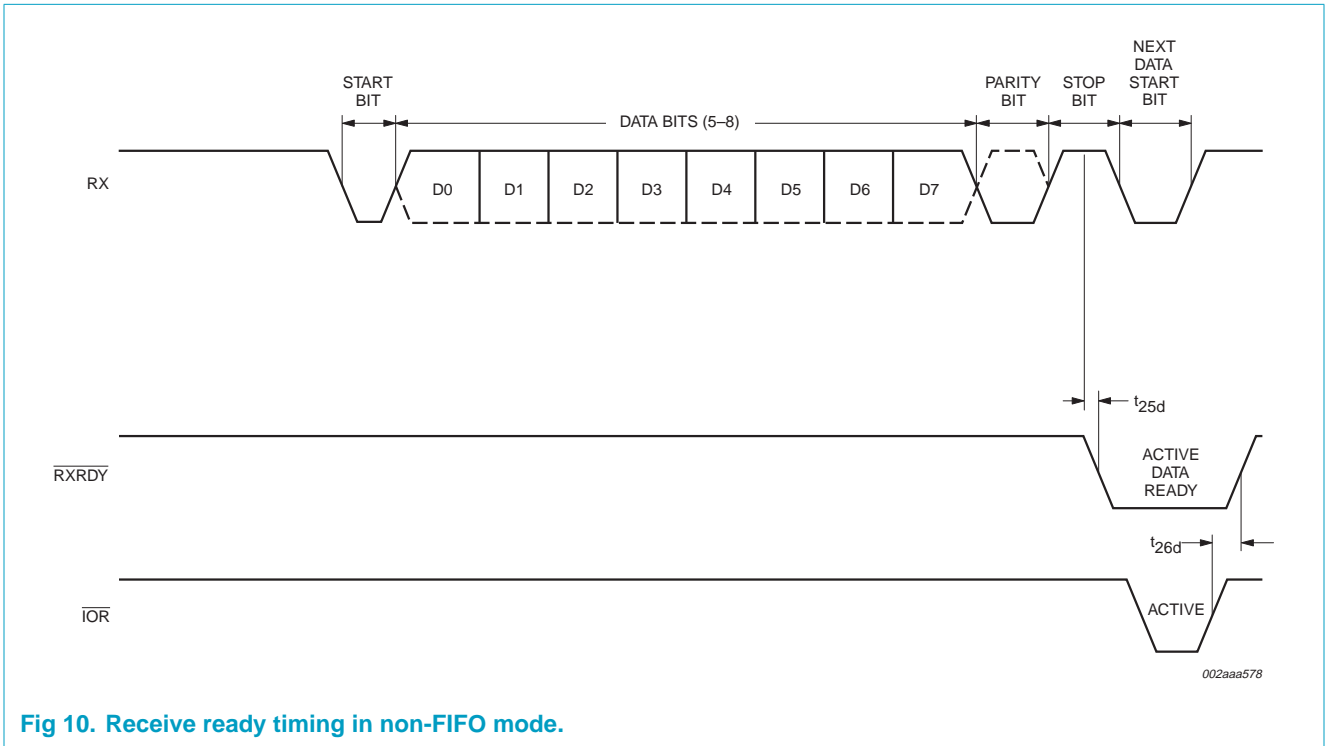 START
BIT
DATA BITS (5–8)
PARITY
BIT
STOP
BIT
NEXT
DATA
START
BIT
RX
D0 D1 D2 D3 D4 D5 D6 D7
t25d
RXRDY
ACTIVE
DATA
READY
t26d
IOR
ACTIVE
002aaa578
Fig 10. Receive ready timing in non-FIFO mode.